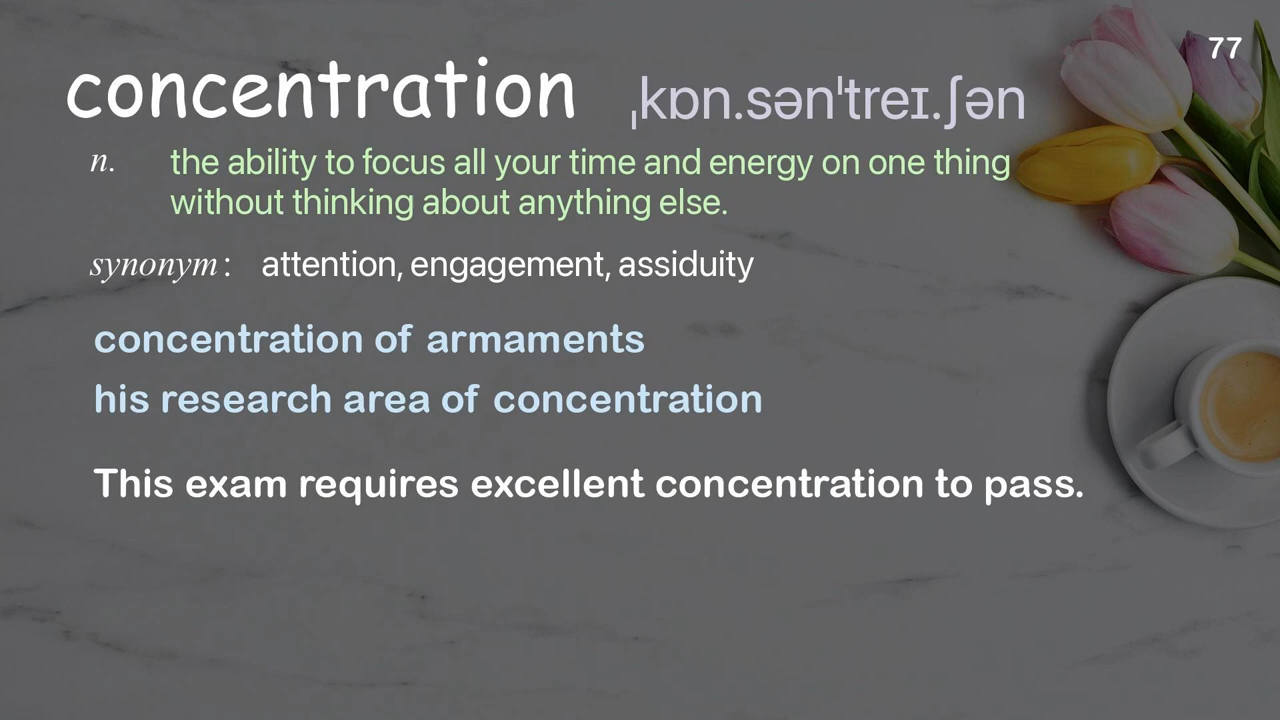 77
concentration ˌkɒn.sənˈtreɪ.ʃən
n. the ability to focus all your time and energy on one thing
without thinking about anything else.
synonym: attention, engagement, assiduity
concentration of armaments
his research area of concentration
This exam requires excellent concentration to pass.